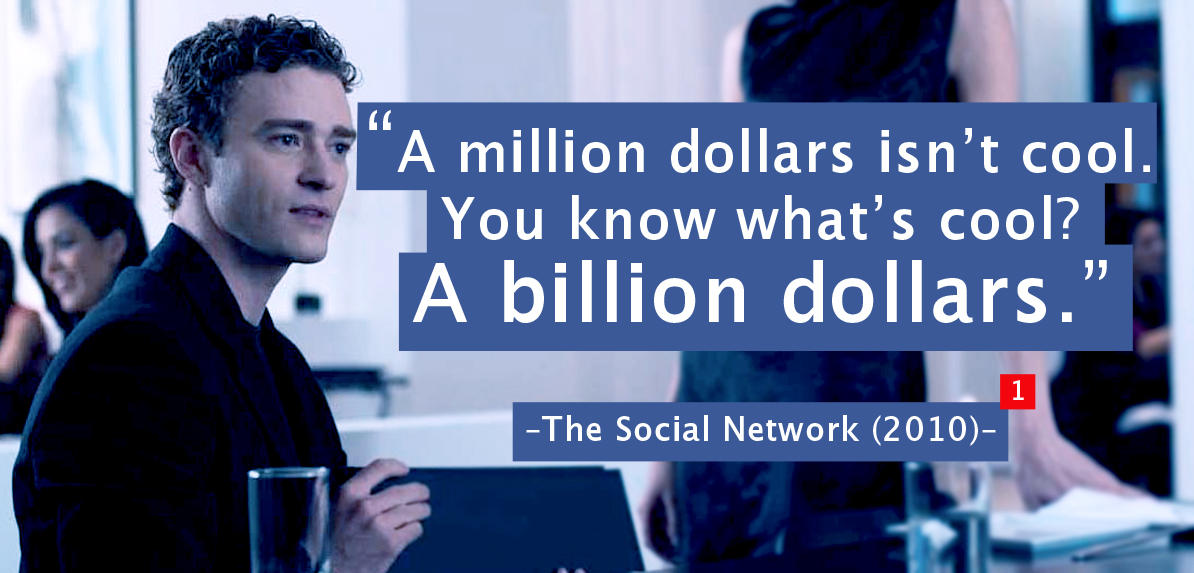 “A million dollars isn’t cool.
You know what’s cool?
A billion dollars.”
1
–The Social Network (2010)–